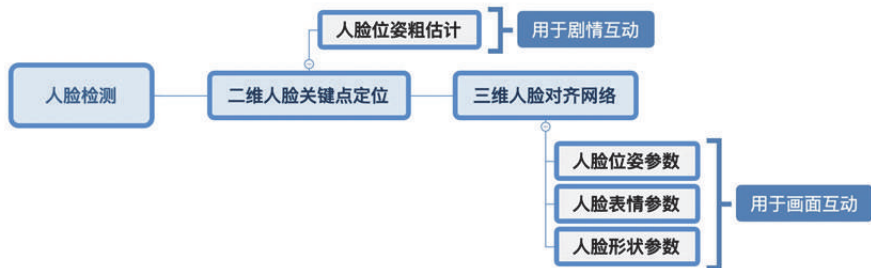 人脸位姿粗估计
用于剧情互动
人脸检测
二维人脸关键点定位
三维人脸对齐网络
人脸位姿参数
人脸表情参数
用于画面互动
人脸形状参数